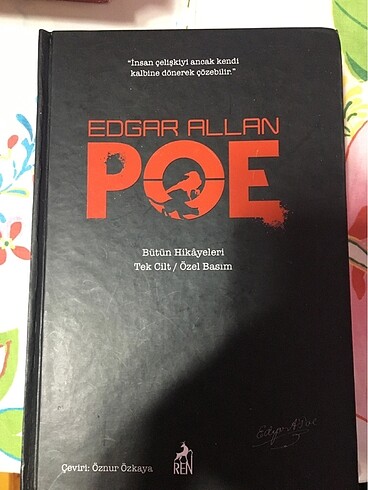 “İnsan çelişkiyi ancak kendi
kalbine dönerek çözebilir.”
EDGAR ALLAN
POE
Bütün Hikâyeleri
Tek Cilt / Özel Basım
Çeviri: Öznur Özkaya
REN